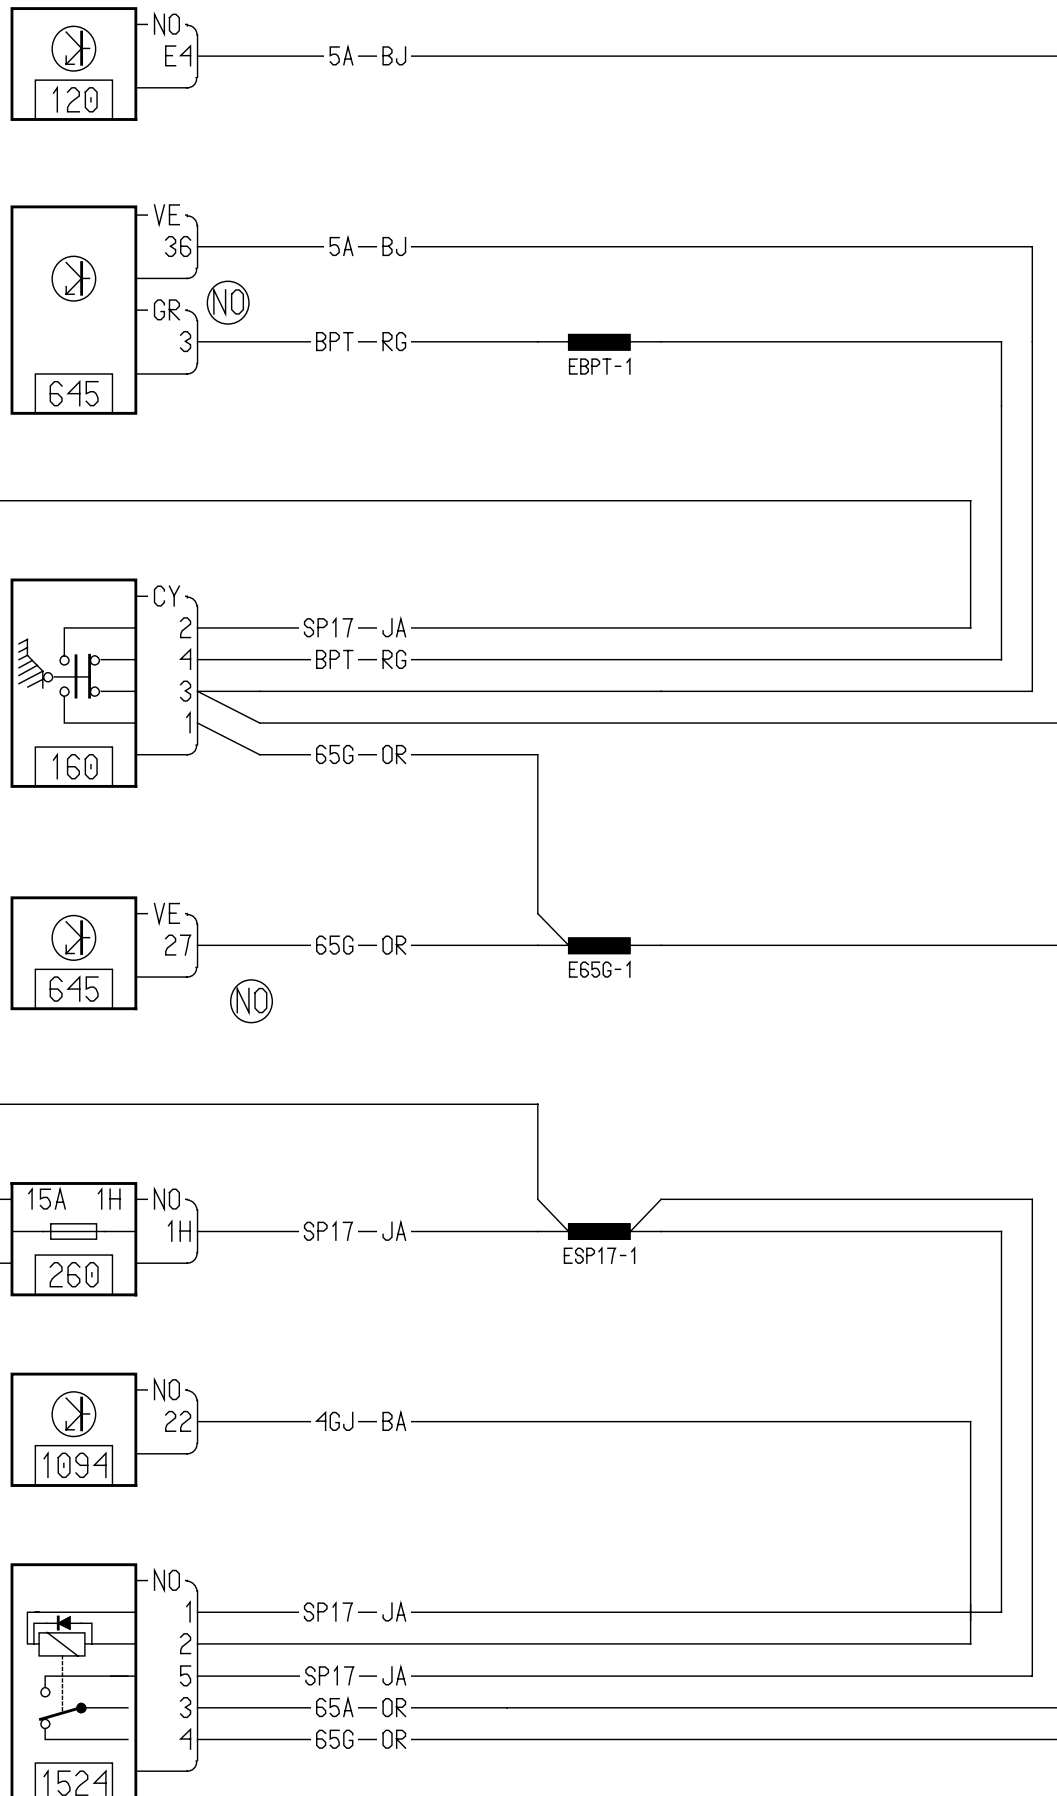 NO
E4 5A BJ
120
VE
36 5A BJ
GR NO
3 BPT RG
EBPT-1
645
CY
2 SP17 JA
4 BPT RG
3
1
65G OR
160
VE
27 65G OR
E65G-1
645
NO
15A 1H NO
1H SP17 JA
ESP17-1
260
NO
22 4GJ BA
1094
NO
1 SP17 JA
2
5 SP17 JA
3 65A OR
4 65G OR
1524